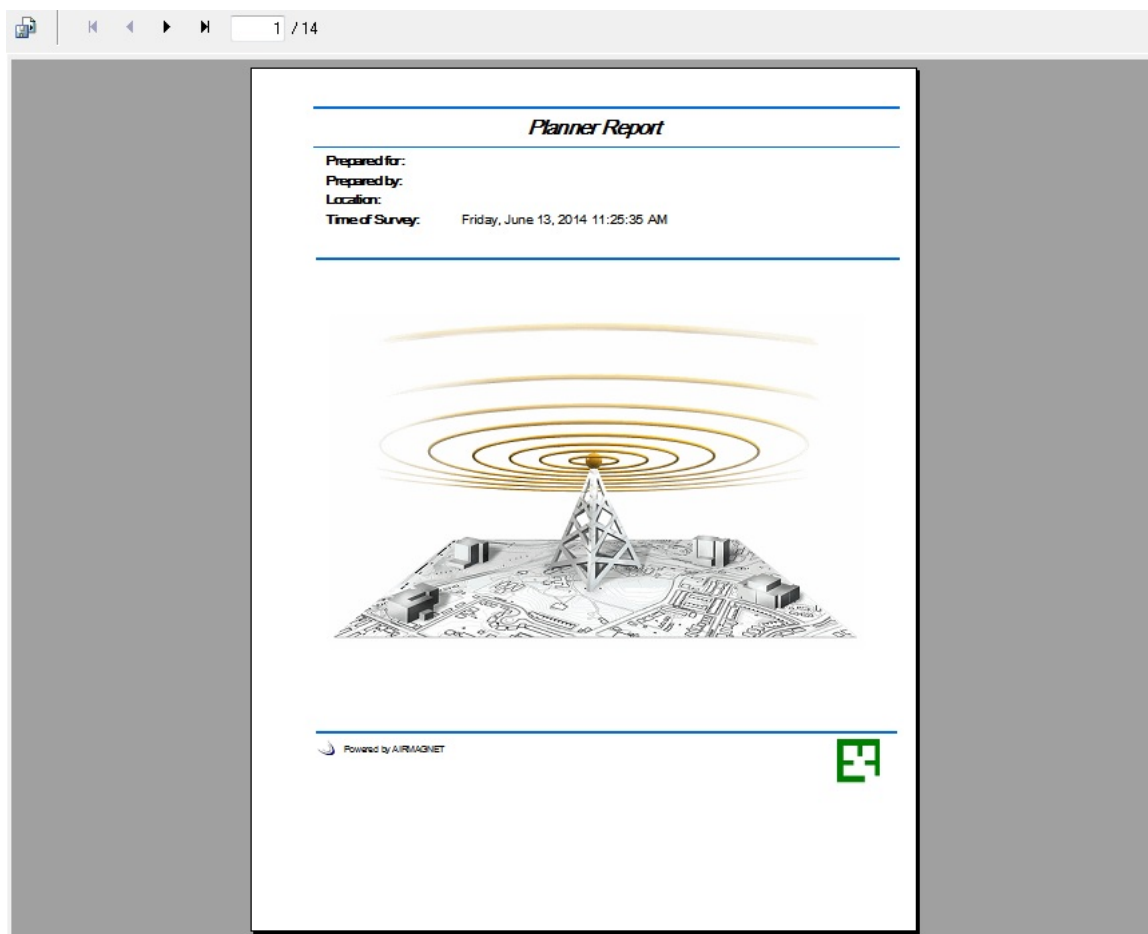 1 / 14
Planner Report
Prepared for:
Prepared by:
Location:
Time of Survey: Friday, June 13, 2014 11:25:35 AM
Powered by AIRMAGNET